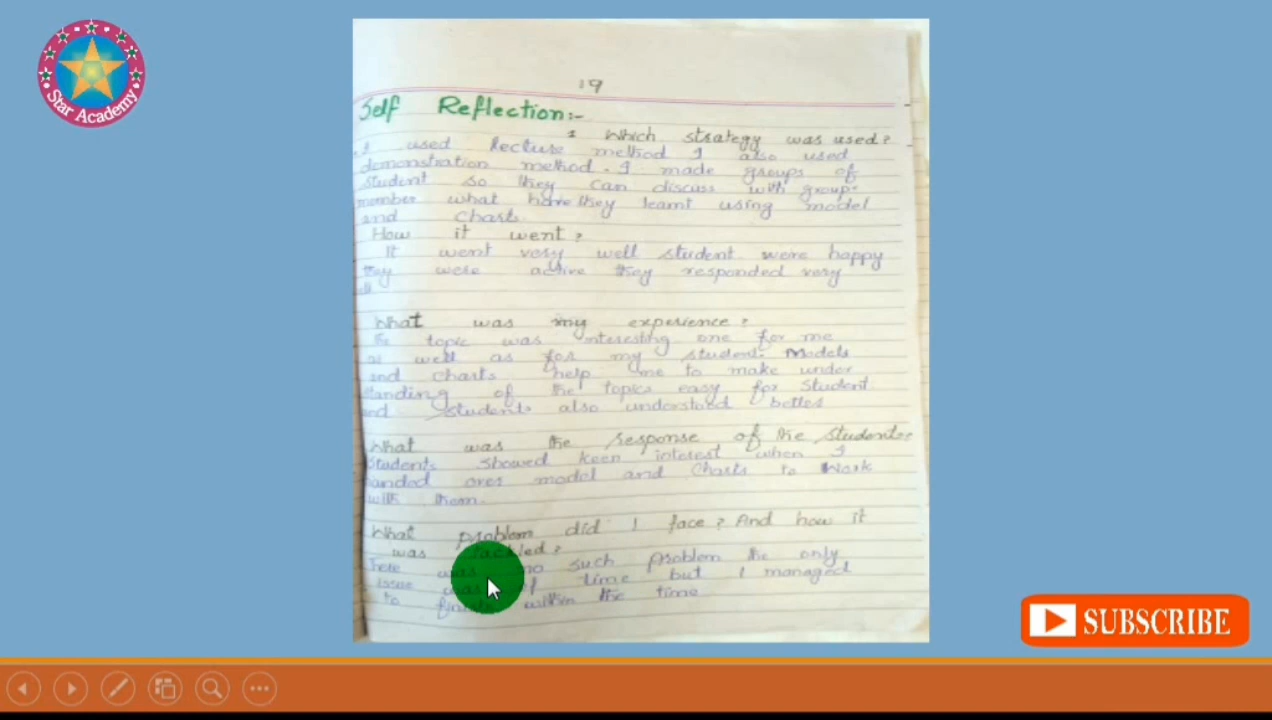 Star Academy
19
Self Reflection:-
1 Which strategy was used?
I used lecture method I also used
demonstration method. I made groups of
student so they can discuss with group
member what have they learnt using model
and charts.
How it went?
It went very well student were happy
they were active they responded very
What was my experience?
The topic was interesting one for me
as well as for my student. Models
and charts help me to make under
standing of the topics easy for student
and students also understood better
What was the response of the students?
Students showed keen interest when I
handed over model and charts to work
with them.
What problem did I face? And how it
was tackled?
There was no such problem the only
issue was of time but I managed
to finish within the time
SUBSCRIBE